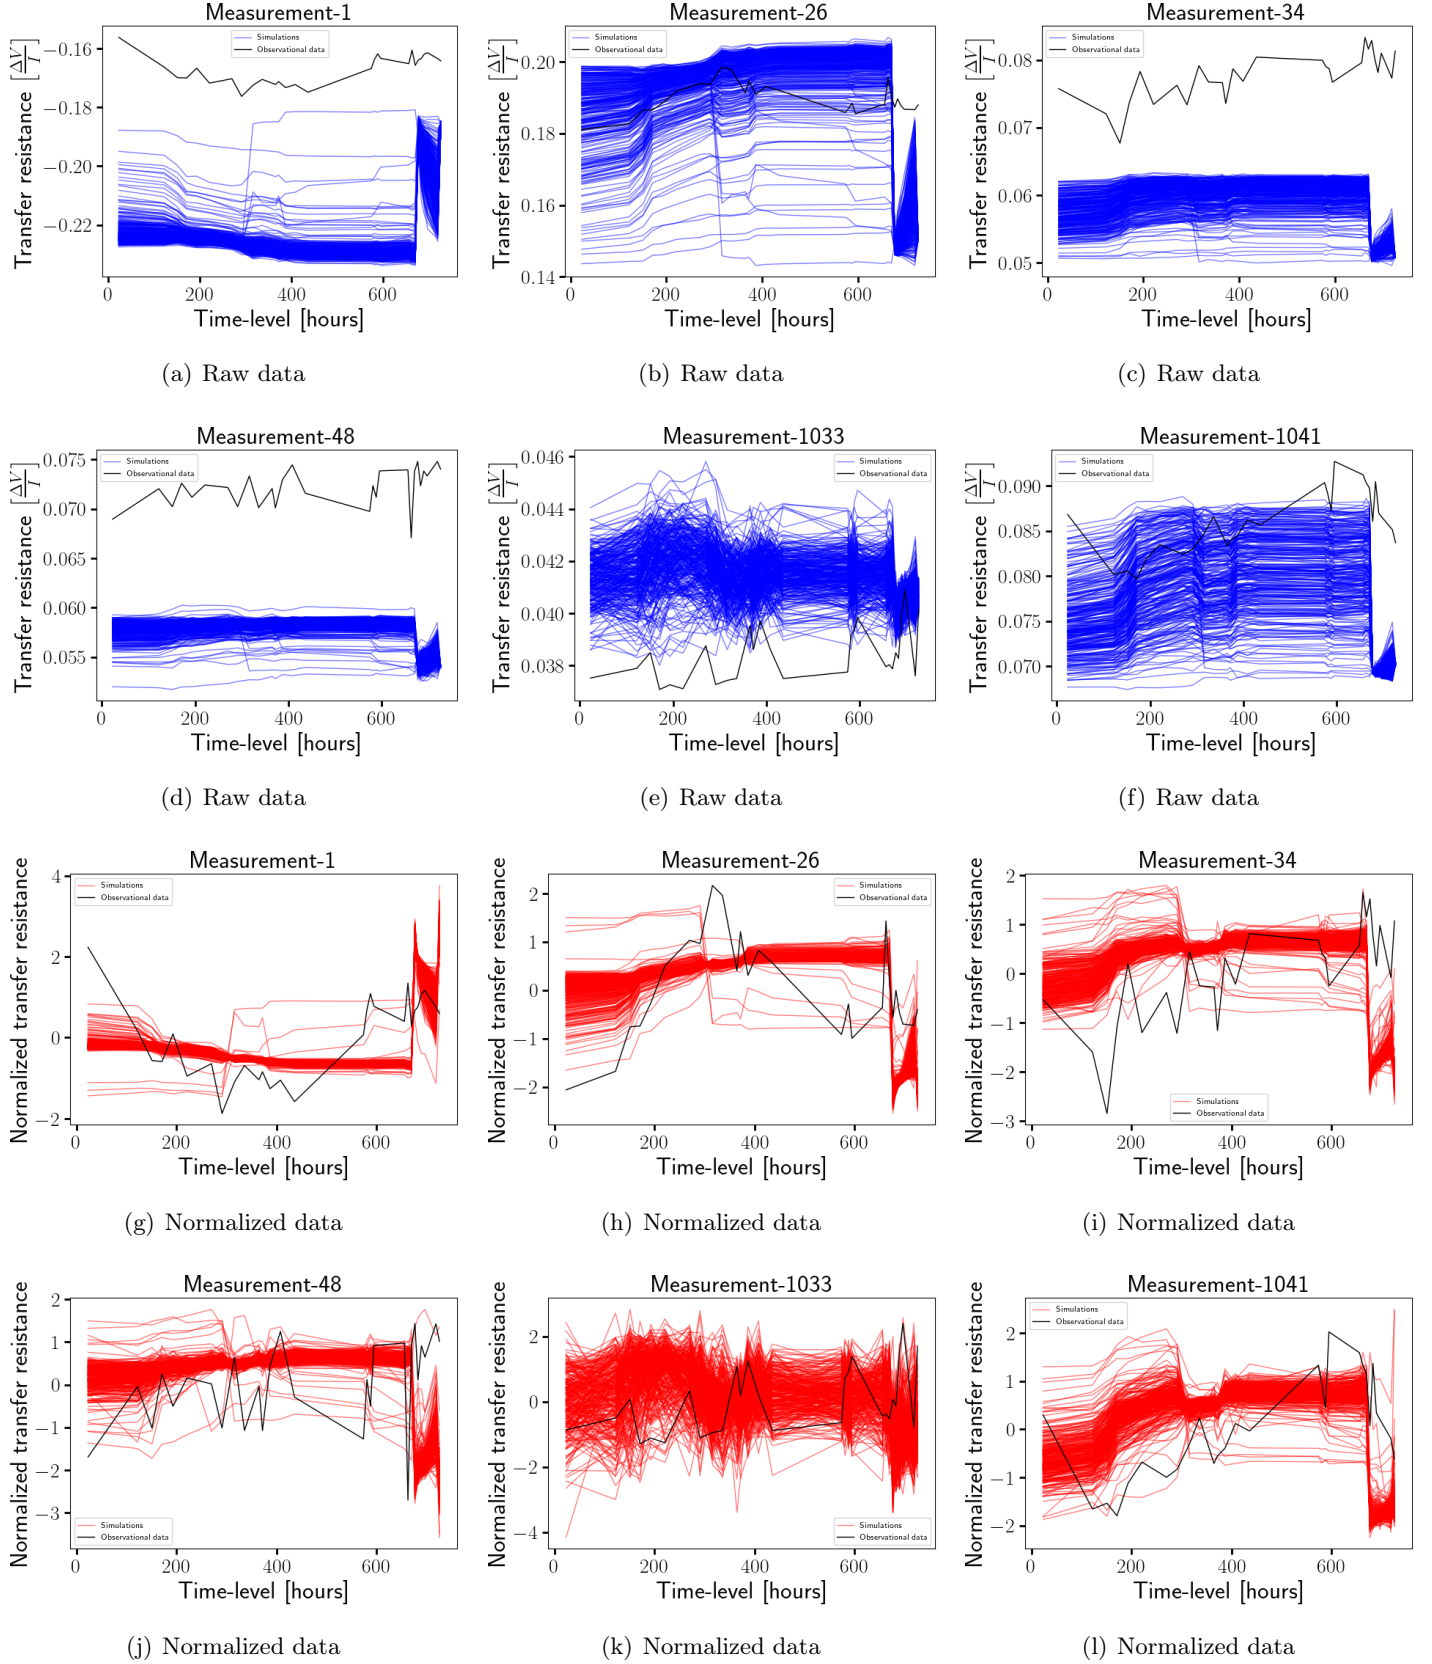 Measurement-1
Transfer resistance [ΔV/I]
−0.16
−0.18
−0.20
−0.22
Simulations
Observational data
0 200 400 600
Time-level [hours]
(a) Raw data
Measurement-26
Transfer resistance [ΔV/I]
0.20
0.18
0.16
0.14
Simulations
Observational data
0 200 400 600
Time-level [hours]
(b) Raw data
Measurement-34
Transfer resistance [ΔV/I]
0.08
0.07
0.06
0.05
Simulations
Observational data
0 200 400 600
Time-level [hours]
(c) Raw data
Measurement-48
Transfer resistance [ΔV/I]
0.075
0.070
0.065
0.060
0.055
Simulations
Observational data
0 200 400 600
Time-level [hours]
(d) Raw data
Measurement-1033
Transfer resistance [ΔV/I]
0.046
0.044
0.042
0.040
0.038
Simulations
Observational data
0 200 400 600
Time-level [hours]
(e) Raw data
Measurement-1041
Transfer resistance [ΔV/I]
0.090
0.085
0.080
0.075
0.070
Simulations
Observational data
0 200 400 600
Time-level [hours]
(f) Raw data
Measurement-1
Normalized transfer resistance
4
2
0
−2
Simulations
Observational data
0 200 400 600
Time-level [hours]
(g) Normalized data
Measurement-26
Normalized transfer resistance
2
1
0
−1
−2
Simulations
Observational data
0 200 400 600
Time-level [hours]
(h) Normalized data
Measurement-34
Normalized transfer resistance
2
1
0
−1
−2
−3
Simulations
Observational data
0 200 400 600
Time-level [hours]
(i) Normalized data
Measurement-48
Normalized transfer resistance
2
1
0
−1
−2
−3
Simulations
Observational data
0 200 400 600
Time-level [hours]
(j) Normalized data
Measurement-1033
Normalized transfer resistance
2
0
−2
−4
Simulations
Observational data
0 200 400 600
Time-level [hours]
(k) Normalized data
Measurement-1041
Normalized transfer resistance
2
1
0
−1
−2
Simulations
Observational data
0 200 400 600
Time-level [hours]
(l) Normalized data